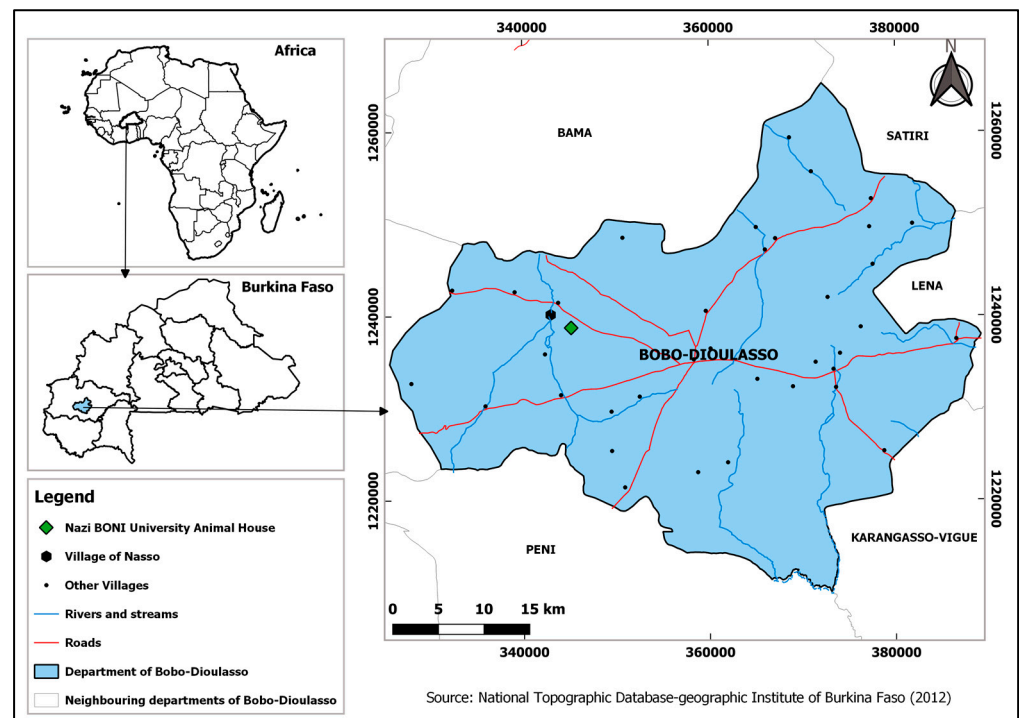 Africa
Burkina Faso
Legend
Nazi BONI University Animal House
Village of Nasso
Other Villages
Rivers and streams
Roads
Department of Bobo-Dioulasso
Neighbouring departments of Bobo-Dioulasso
340000 360000 380000
N
1260000 1260000
BAMA
SATIRI
LENA
1240000 1240000
BOBO-DIOULASSO
1220000 1220000
PENI
KARANGASSO-VIGUE
0 5 10 15 km
340000 360000 380000
Source: National Topographic Database-geographic Institute of Burkina Faso (2012)